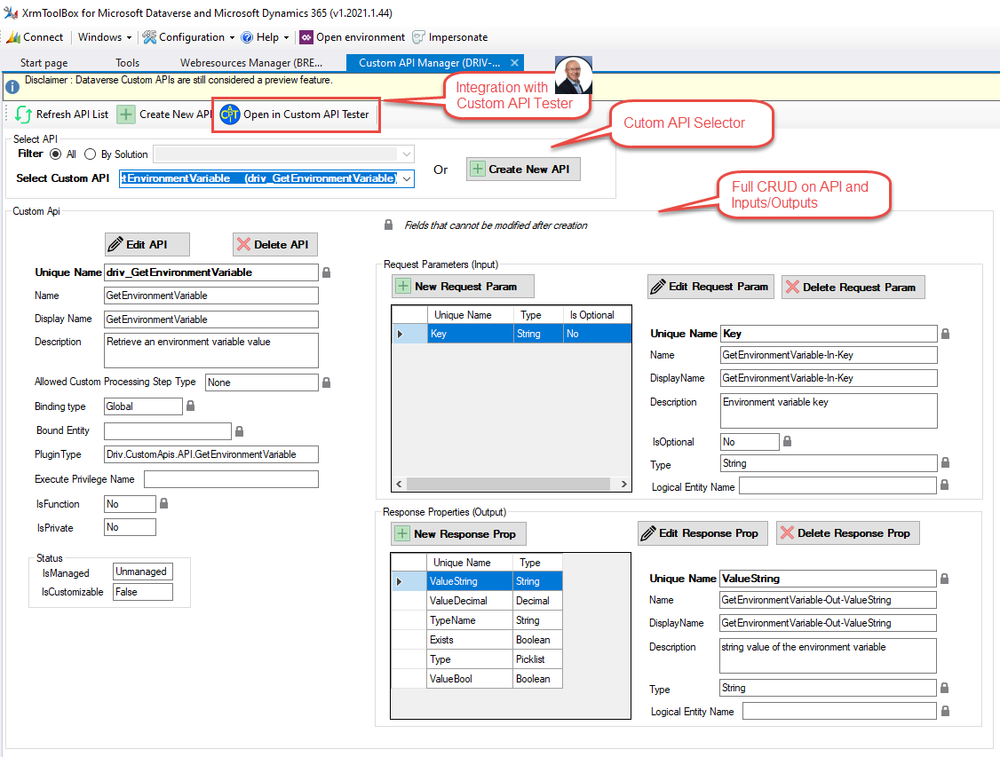 XrmToolBox for Microsoft Dataverse and Microsoft Dynamics 365 (v1.2021.1.44)
Connect Windows Configuration Help Open environment Impersonate
Start page Tools Webresources Manager (BRE... Custom API Manager (DRIV-...
Disclaimer : Dataverse Custom APIs are still considered a preview feature.
Integration with
Custom API Tester
Refresh API List Create New API CAPT Open in Custom API Tester
Cutom API Selector
Select API
Filter All By Solution
Select Custom API tEnvironmentVariable (driv_GetEnvironmentVariable) Or Create New API
Full CRUD on API and
Inputs/Outputs
Custom Api
Fields that cannot be modified after creation
Edit API Delete API
Unique Name driv_GetEnvironmentVariable
Name GetEnvironmentVariable
Display Name GetEnvironmentVariable
Description Retrieve an environment variable value
Allowed Custom Processing Step Type None
Binding type Global
Bound Entity
PluginType Driv.CustomApis.API.GetEnvironmentVariable
Execute Privilege Name
IsFunction No
IsPrivate No
Status
IsManaged Unmanaged
IsCustomizable False
Request Parameters (Input)
New Request Param Edit Request Param Delete Request Param
Unique Name Type Is Optional
Key String No
Unique Name Key
Name GetEnvironmentVariable-In-Key
DisplayName GetEnvironmentVariable-In-Key
Description Environment variable key
IsOptional No
Type String
Logical Entity Name
Response Properties (Output)
New Response Prop Edit Response Prop Delete Response Prop
Unique Name Type
ValueString String
ValueDecimal Decimal
TypeName String
Exists Boolean
Type Picklist
ValueBool Boolean
Unique Name ValueString
Name GetEnvironmentVariable-Out-ValueString
DisplayName GetEnvironmentVariable-Out-ValueString
Description string value of the environment variable
Type String
Logical Entity Name